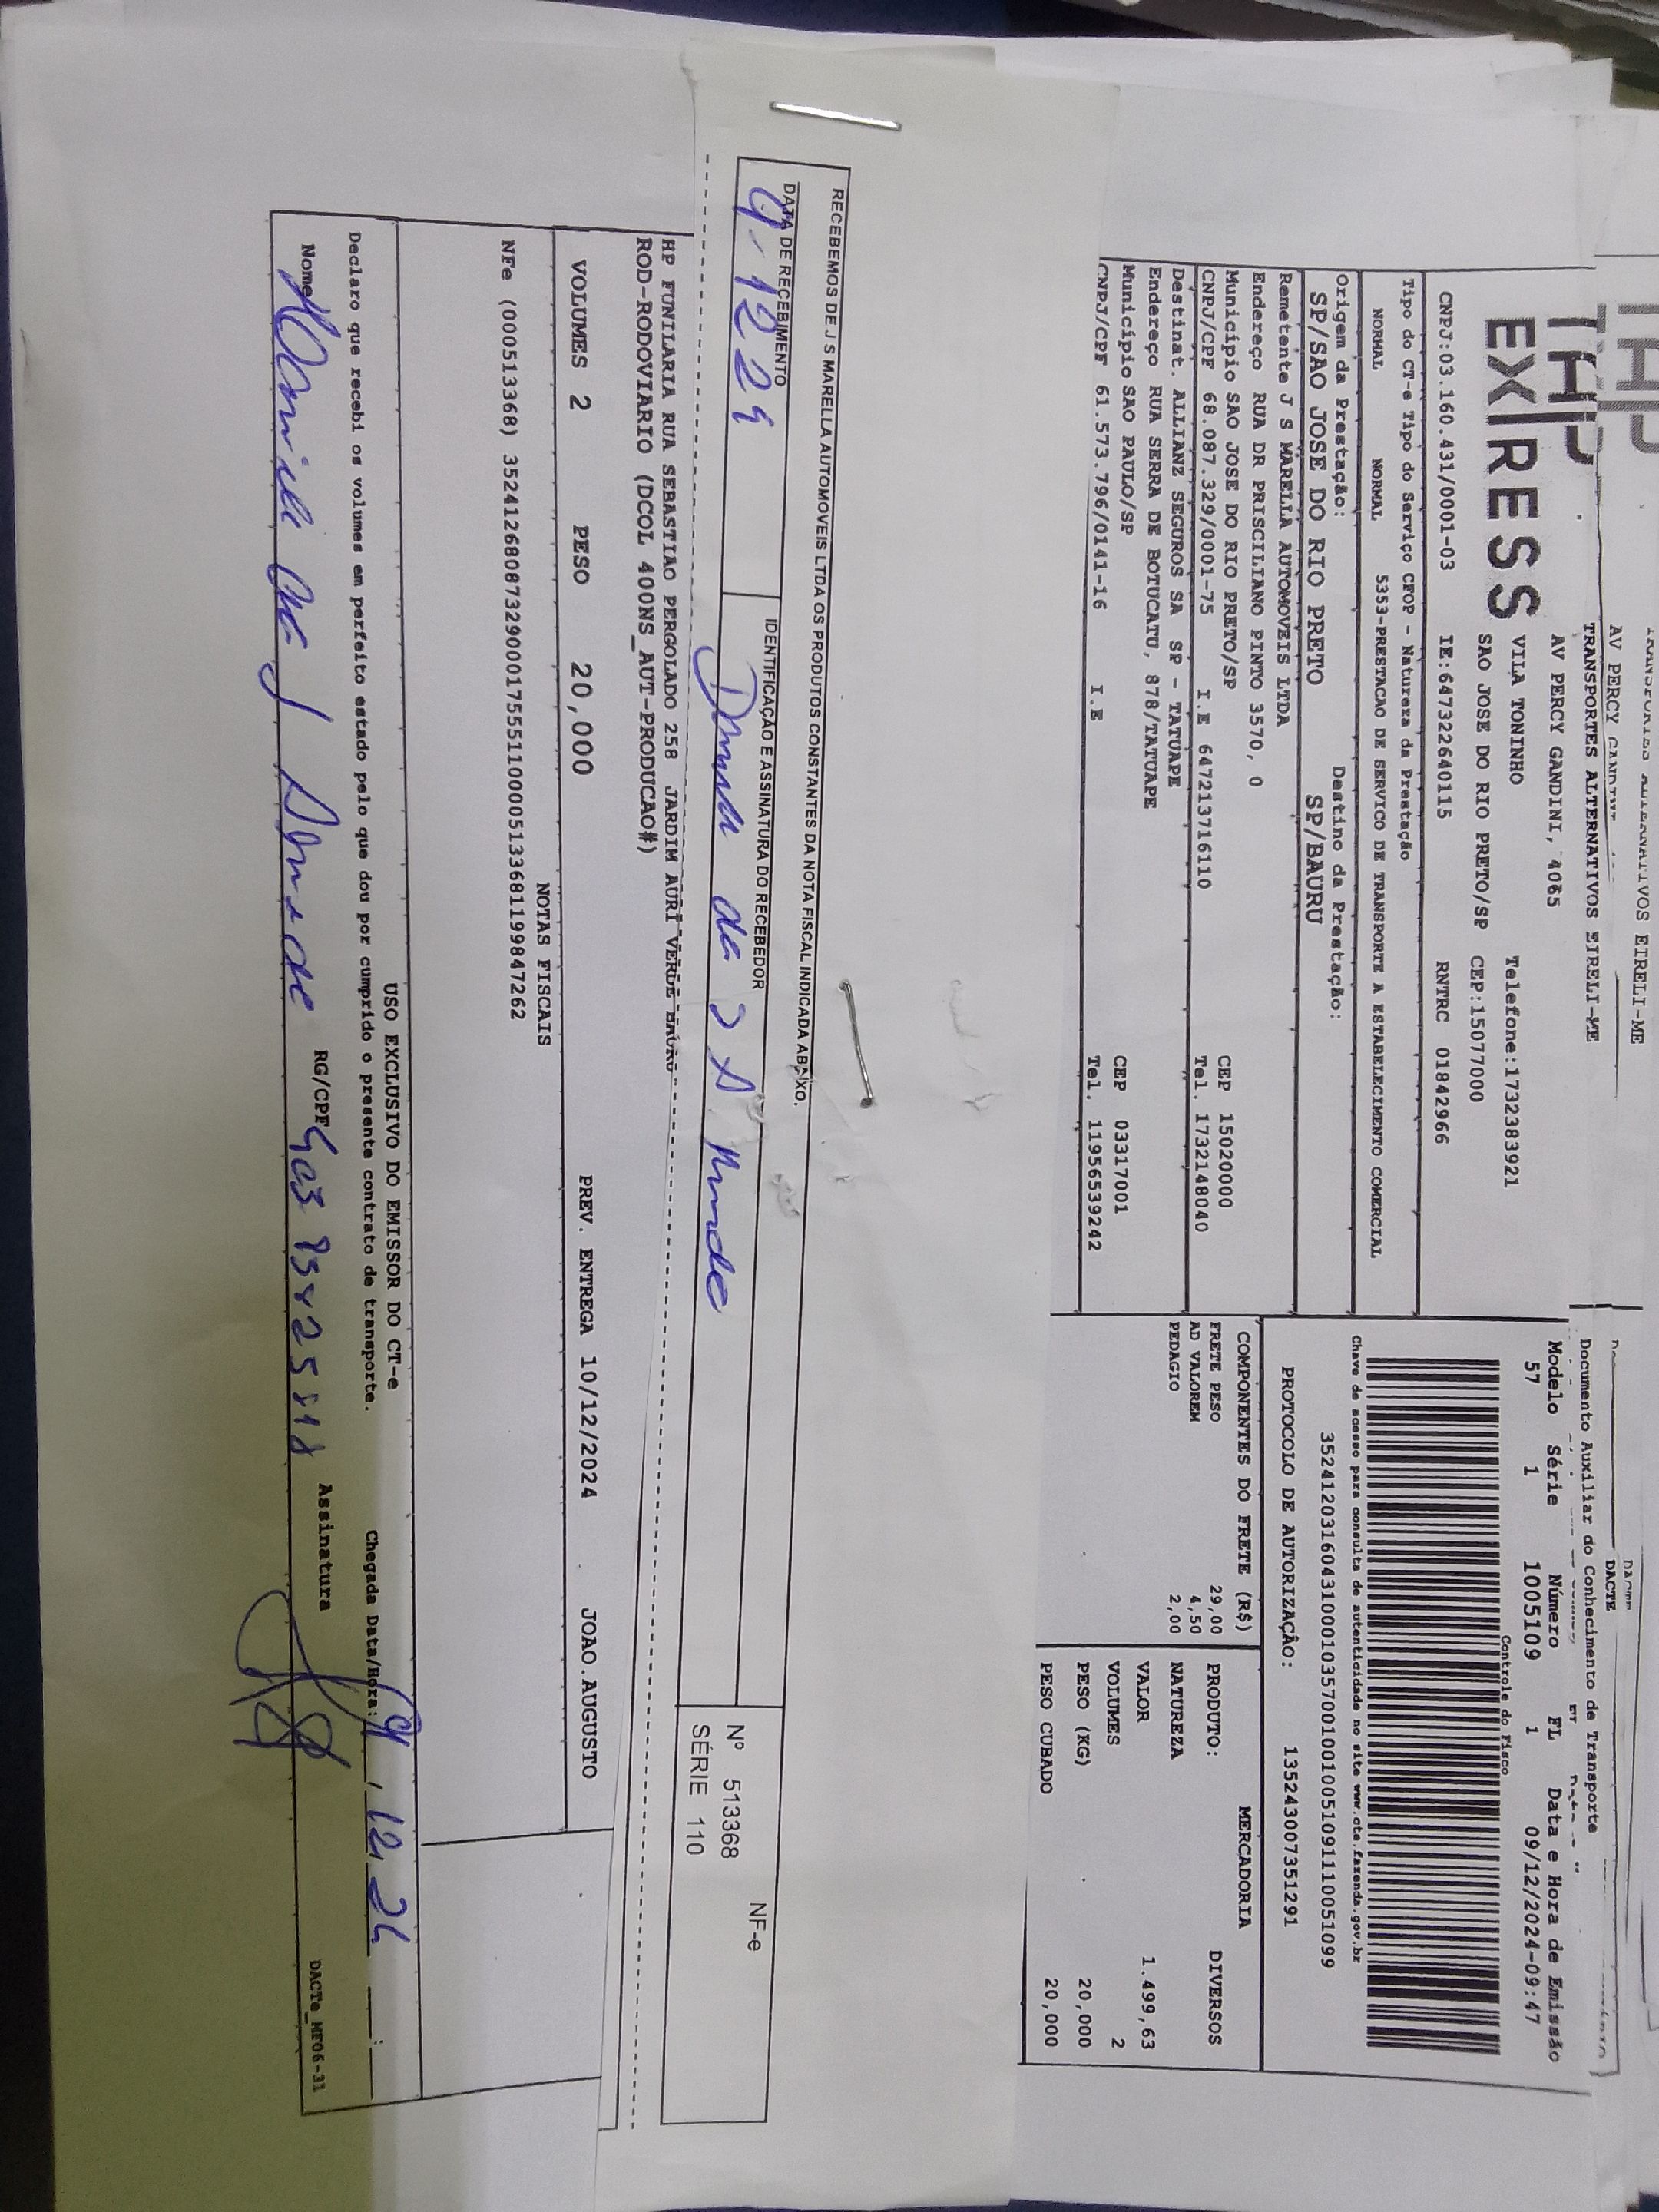 THP
EXPRESS
TRANSPORTES ALTERNATIVOS EIRELI-ME
AV PERCY GANDINI, 4065
VILA TONINHO
Telefone:1732383921
SAO JOSE DO RIO PRETO/SP CEP:15077000
CNPJ:03.160.431/0001-03 IE:647322640115 RNTRC 01842966
DACTE
Documento Auxiliar do Conhecimento de Transporte
Modelo Série Número FL Data e Hora de Emissão
57 1 1005109 1 09/12/2024-09:47
Controle do Fisco
Chave de acesso para consulta de autenticidade no site www.cte.fazenda.gov.br
35241203160431000103570010010051091110051099
PROTOCOLO DE AUTORIZAÇÃO: 135243007351291
Tipo do CT-e Tipo do Serviço CFOP - Natureza da Prestação
NORMAL NORMAL 5353-PRESTACAO DE SERVICO DE TRANSPORTE A ESTABELECIMENTO COMERCIAL
Origem da Prestação: Destino da Prestação:
SP/SAO JOSE DO RIO PRETO SP/BAURU
Remetente J S MARELLA AUTOMOVEIS LTDA
Endereço RUA DR PRISCILIANO PINTO 3570, 0
Município SAO JOSE DO RIO PRETO/SP CEP 15020000
CNPJ/CPF 68.087.329/0001-75 I.E 647213716110 Tel. 1732148040
Destinat. ALLIANZ SEGUROS SA SP - TATUAPE
Endereço RUA SERRA DE BOTUCATU, 878/TATUAPE
Município SAO PAULO/SP CEP 03317001
CNPJ/CPF 61.573.796/0141-16 I.E Tel. 11956539242
COMPONENTES DO FRETE (R$)
FRETE PESO 29,00
AD VALOREM 4,50
PEDAGIO 2,00
MERCADORIA
PRODUTO: DIVERSOS
NATUREZA
VALOR 1.499,63
VOLUMES 2
PESO (KG) 20,000
PESO CUBADO 20,000
RECEBEMOS DE J S MARELLA AUTOMOVEIS LTDA OS PRODUTOS CONSTANTES DA NOTA FISCAL INDICADA ABAIXO.
DATA DE RECEBIMENTO IDENTIFICAÇÃO E ASSINATURA DO RECEBEDOR
NF-e
Nº 513368
SÉRIE 110
HP FUNILARIA RUA SEBASTIAO PERGOLADO 258 JARDIM AURI VERDE BAURU
ROD-RODOVIARIO (DCOL 400NS_AUT-PRODUCAO#)
VOLUMES 2 PESO 20,000 PREV. ENTREGA 10/12/2024 JOAO.AUGUSTO
NOTAS FISCAIS
NFe (000513368) 35241268087329000175551100005133681199847262
USO EXCLUSIVO DO EMISSOR DO CT-e
Declaro que recebi os volumes em perfeito estado pelo que dou por cumprido o presente contrato de transporte. Chegada Data/Hora: 9, 12, 24
Nome RG/CPF Assinatura
DACTe_MF06-31